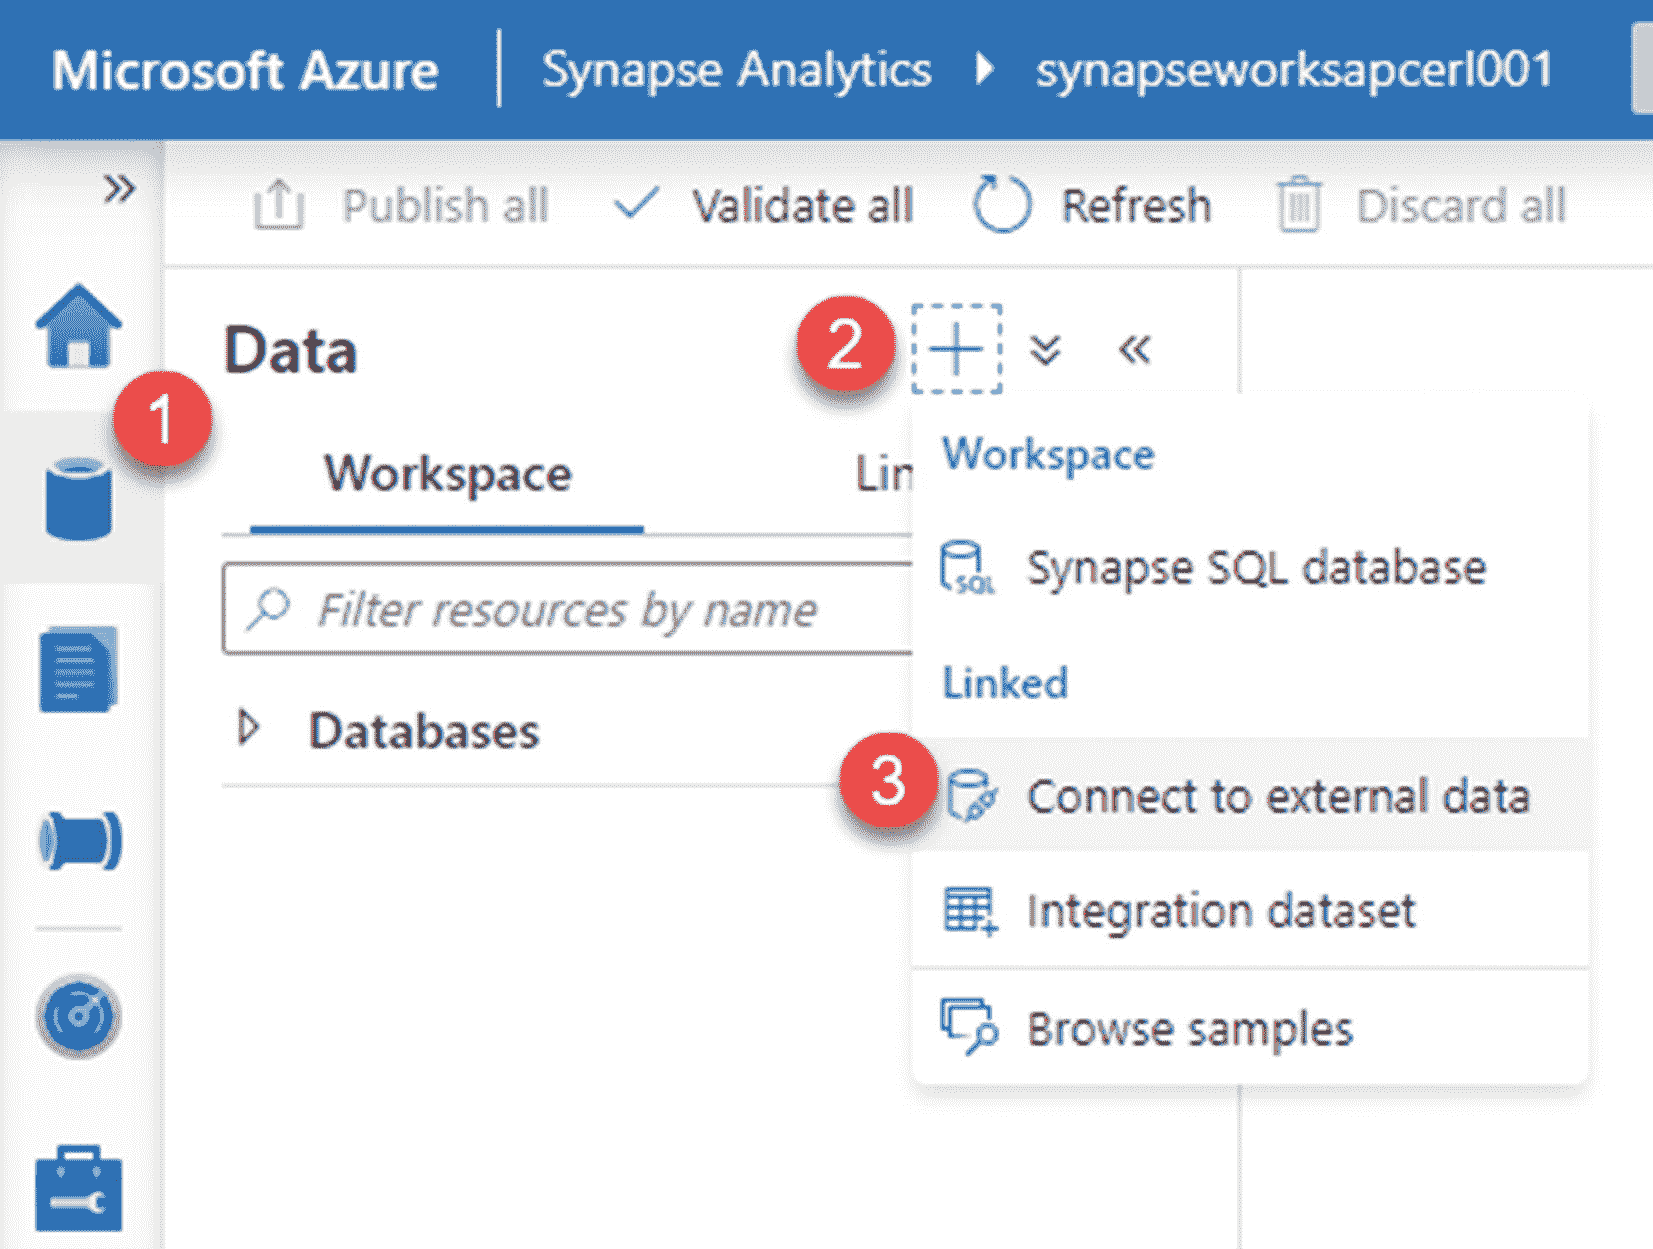 Microsoft Azure | Synapse Analytics synapseworksapcerl001
Publish all Validate all Refresh Discard all
Data 2
1
Workspace Lin
Filter resources by name
Databases
Workspace
SQL Synapse SQL database
Linked
3 Connect to external data
Integration dataset
Browse samples